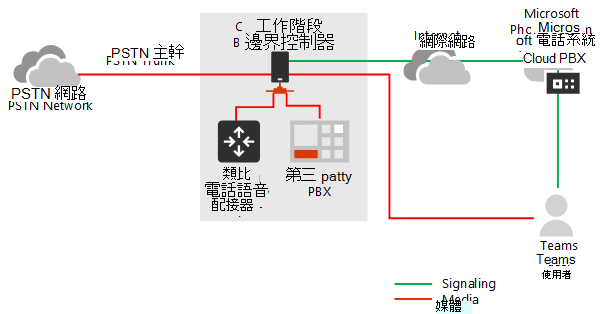 C 工作階段
B 邊界控制器
PSTN 主幹
PSTN Trunk
PSTN 網路
PSTN Network
類比
電話語音
配接器
第三 patty
PBX
網際網路
Microsoft
Micros
oft 電話系統
Cloud PBX
Teams
Teams
使用者
Signaling
Media
媒體